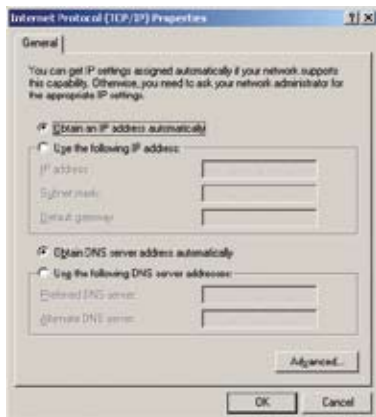 Internet Protocol (TCP/IP) Properties
General
You can get IP settings assigned automatically if your network supports
this capability. Otherwise, you need to ask your network administrator for
the appropriate IP settings.
Obtain an IP address automatically
Use the following IP address:
IP address:
Subnet mask:
Default gateway:
Obtain DNS server address automatically
Use the following DNS server addresses:
Preferred DNS server:
Alternate DNS server:
Advanced...
OK Cancel